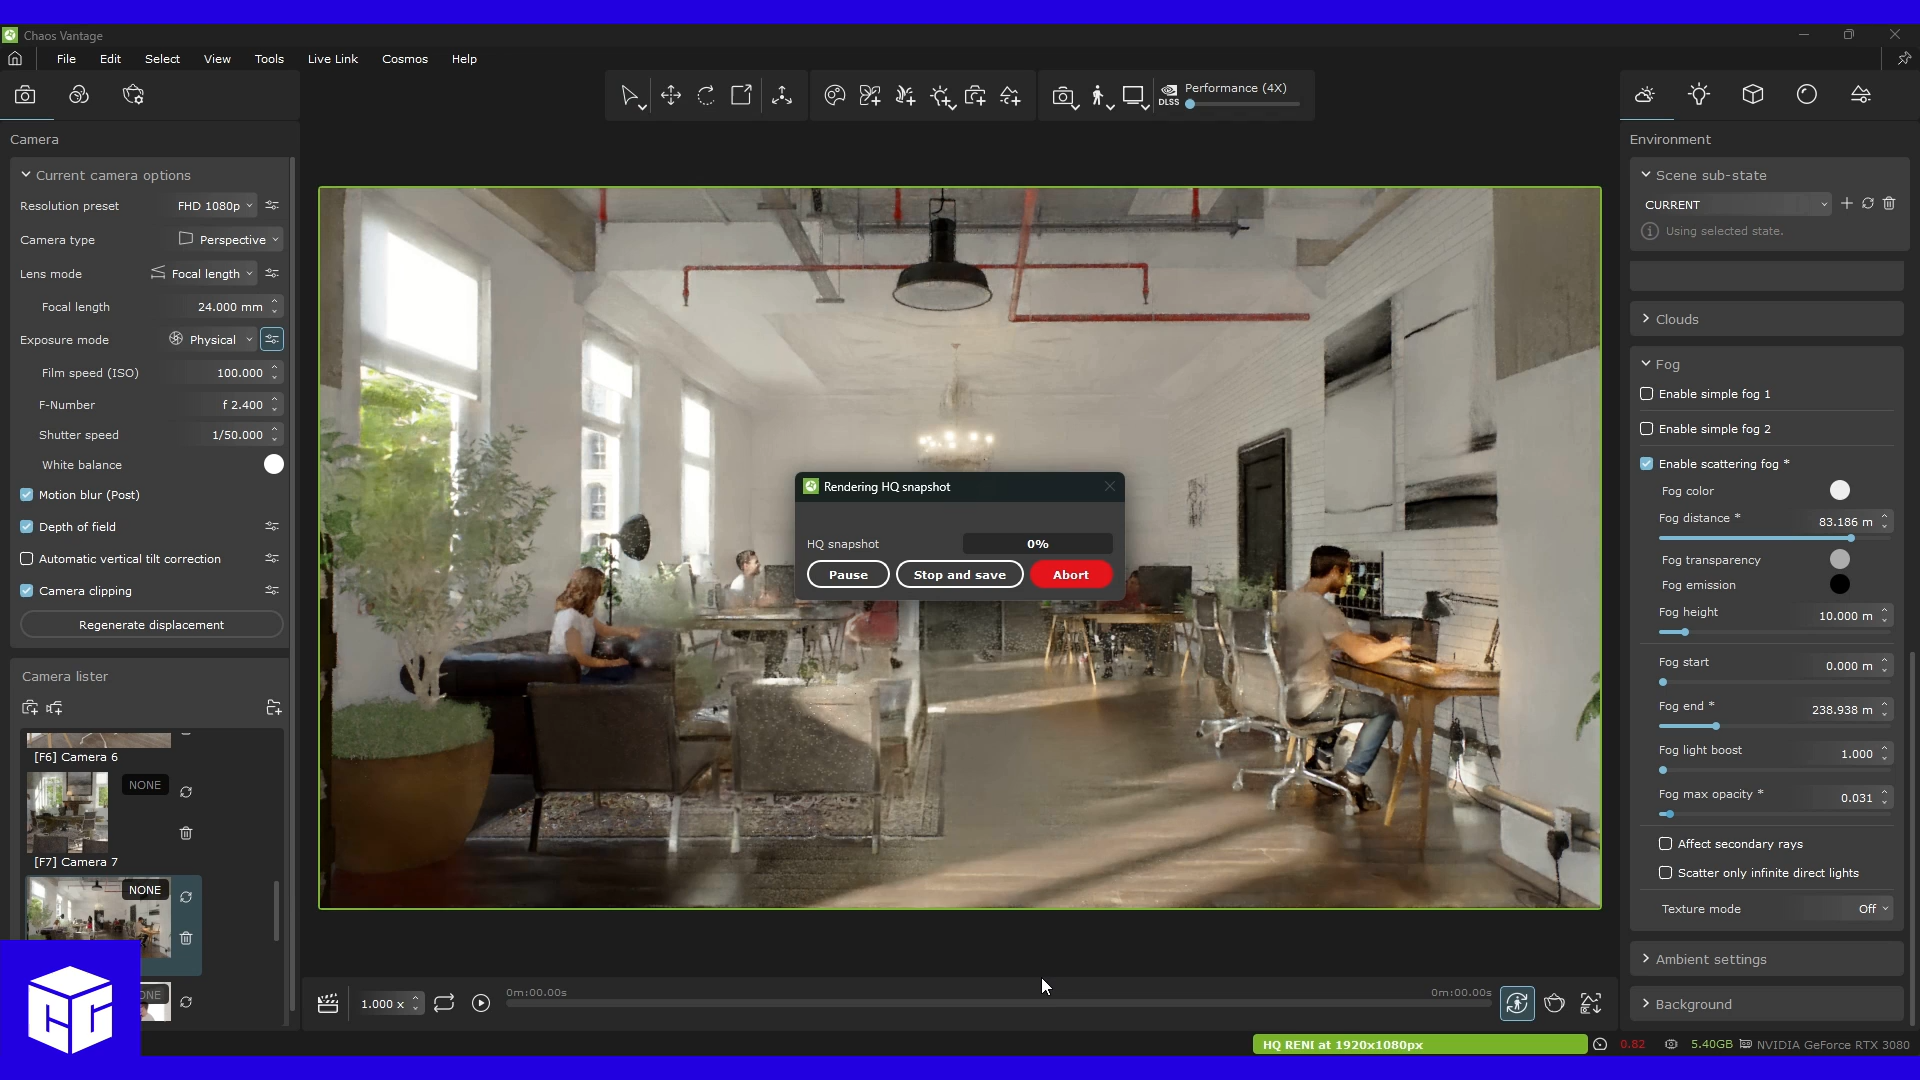 Chaos Vantage
File Edit Select View Tools Live Link Cosmos Help
DLSS
Performance (4X)
Camera
Current camera options
Resolution preset FHD 1080p
Camera type Perspective
Lens mode Focal length
Focal length 24.000 mm
Exposure mode Physical
Film speed (ISO) 100.000
F-Number f 2.400
Shutter speed 1/50.000
White balance
Motion blur (Post)
Depth of field
Automatic vertical tilt correction
Camera clipping
Regenerate displacement
Camera lister
[F6] Camera 6
NONE
[F7] Camera 7
NONE
Rendering HQ snapshot
HQ snapshot 0%
Pause Stop and save Abort
1.000 x
0m:00.00s
0m:00.00s
Environment
Scene sub-state
CURRENT
Using selected state.
Clouds
Fog
Enable simple fog 1
Enable simple fog 2
Enable scattering fog *
Fog color
Fog distance * 83.186 m
Fog transparency
Fog emission
Fog height 10.000 m
Fog start 0.000 m
Fog end * 238.938 m
Fog light boost 1.000
Fog max opacity * 0.031
Affect secondary rays
Scatter only infinite direct lights
Texture mode Off
Ambient settings
Background
HQ RENI at 1920x1080px
0.82
5.40GB
NVIDIA GeForce RTX 3080